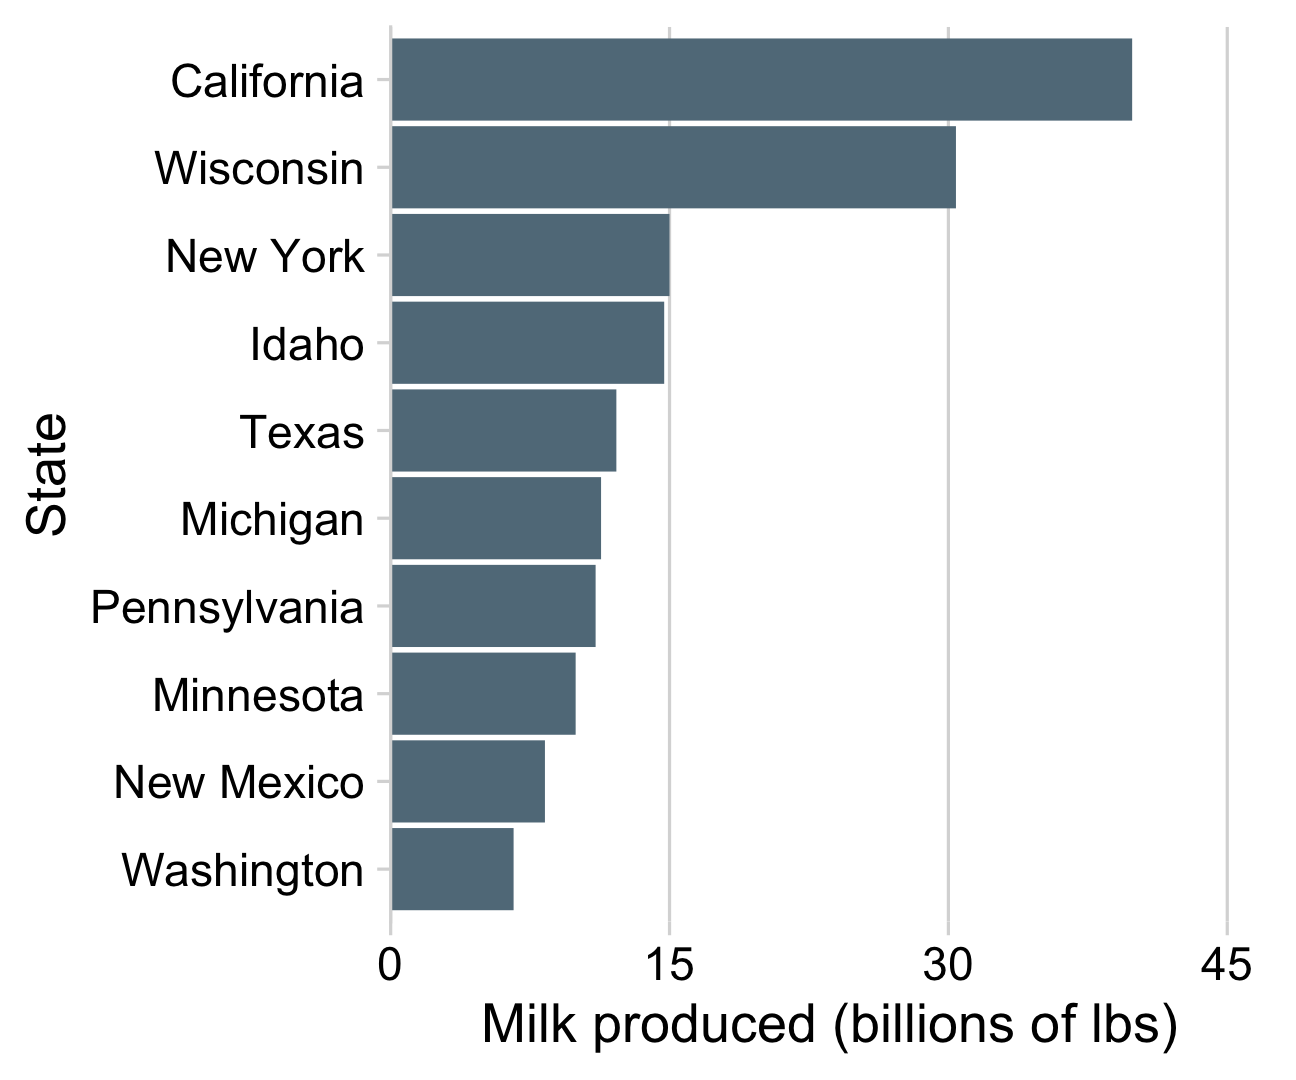 California
Wisconsin
New York
Idaho
Texas
Michigan
Pennsylvania
Minnesota
New Mexico
Washington
State
0 15 30 45
Milk produced (billions of lbs)